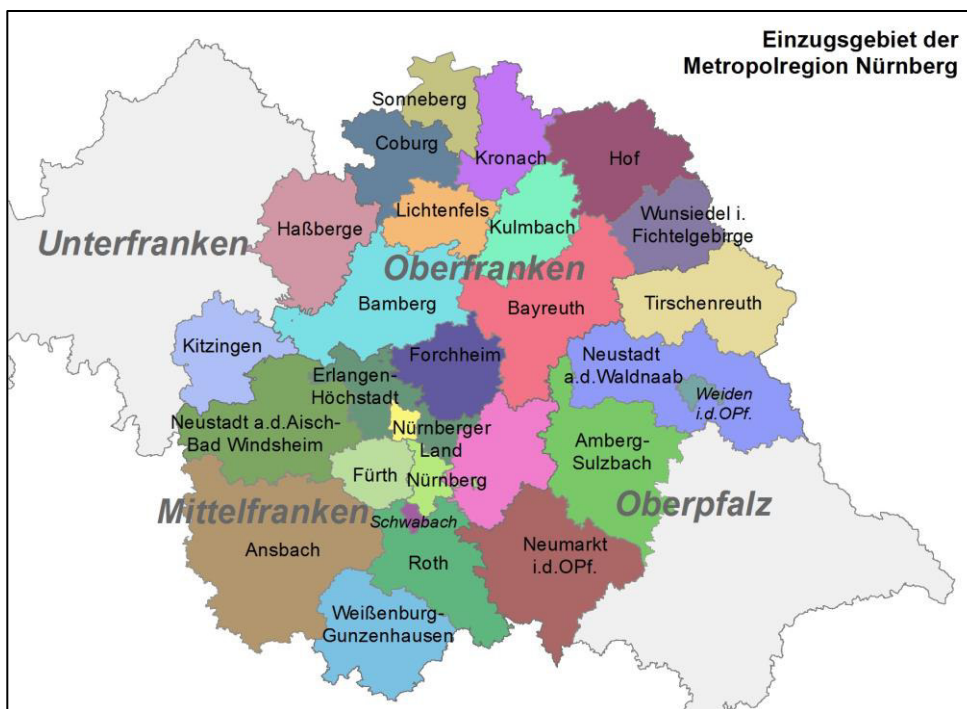 Einzugsgebiet der
Metropolregion Nürnberg
Sonneberg
Coburg
Kronach
Hof
Haßberge
Lichtenfels
Kulmbach
Wunsiedel i.
Fichtelgebirge
Unterfranken
Oberfranken
Bamberg
Bayreuth
Tirschenreuth
Kitzingen
Forchheim
Neustadt
a.d.Waldnaab
Weiden
i.d.OPf.
Erlangen-
Höchstadt
Neustadt a.d.Aisch-
Bad Windsheim
Nürnberger
Land
Amberg-
Sulzbach
Fürth
Nürnberg
Mittelfranken
Schwabach
Oberpfalz
Ansbach
Roth
Neumarkt
i.d.OPf.
Weißenburg-
Gunzenhausen